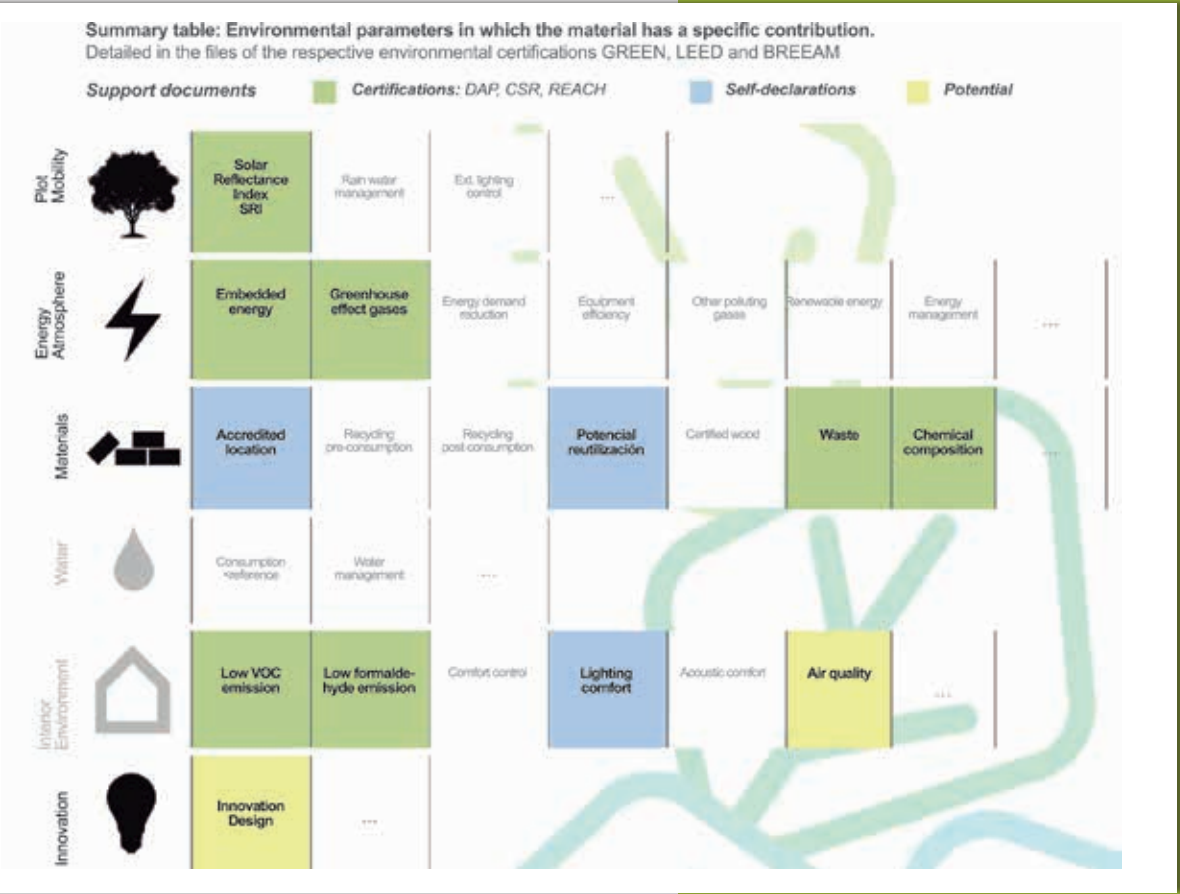 Summary table: Environmental parameters in which the material has a specific contribution.
Detailed in the files of the respective environmental certifications GREEN, LEED and BREEAM
Support documents
Certifications: DAP, CSR, REACH
Self-declarations
Potential
Plot
Mobility
Solar
Reflectance
Index
SRI
Rain water
management
Ext. lighting
control
...
Energy
Atmosphere
Embedded
energy
Greenhouse
effect gases
Energy demand
reduction
Equipment
efficiency
Other polluting
gases
Renewable energy
Energy
management
...
Materials
Accredited
location
Recycling
pre-consumption
Recycling
post consumption
Potencial
reutilización
Certified wood
Waste
Chemical
composition
...
Water
Consumption
<reference
Water
management
...
Interior
Environment
Low VOC
emission
Low formalde-
hyde emission
Comfort control
Lighting
comfort
Acoustic comfort
Air quality
...
Innovation
Innovation
Design
...